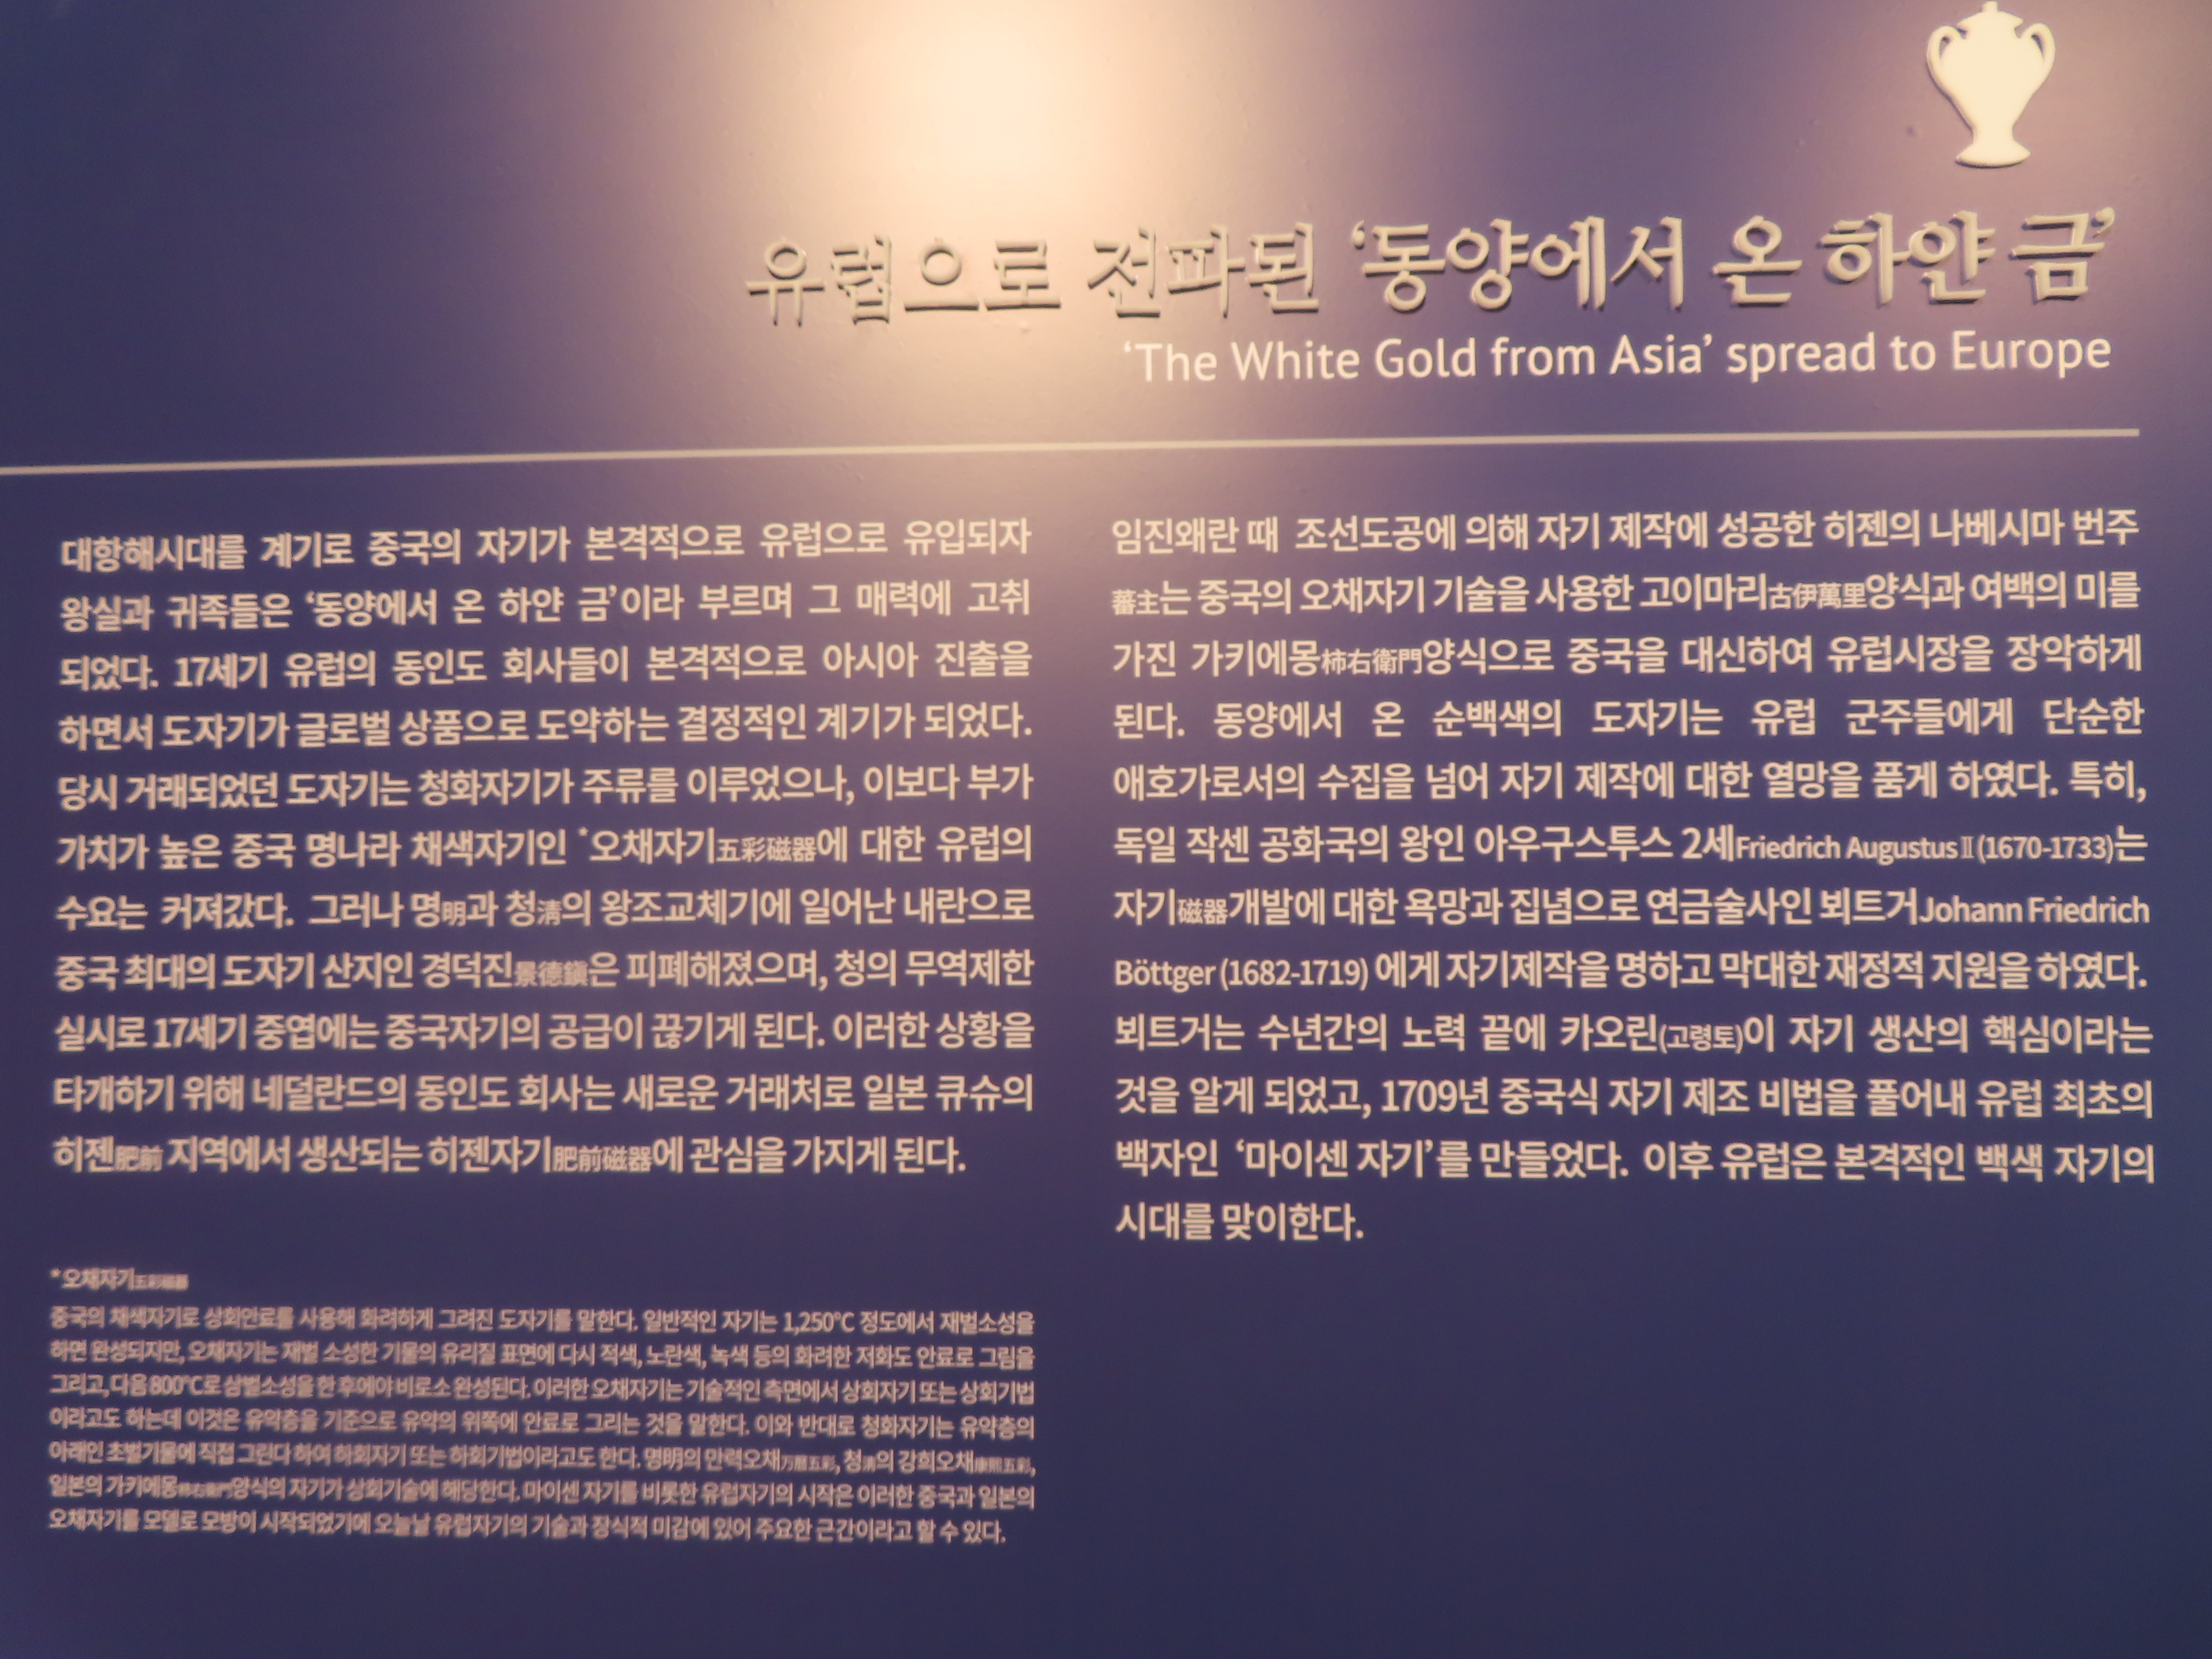 유럽으로 전파된 ‘동양에서 온 하얀 금’
‘The White Gold from Asia’ spread to Europe
대항해시대를 계기로 중국의 자기가 본격적으로 유럽으로 유입되자
왕실과 귀족들은 ‘동양에서 온 하얀 금’이라 부르며 그 매력에 고취
되었다. 17세기 유럽의 동인도 회사들이 본격적으로 아시아 진출을
하면서 도자기가 글로벌 상품으로 도약하는 결정적인 계기가 되었다.
당시 거래되었던 도자기는 청화자기가 주류를 이루었으나, 이보다 부가
가치가 높은 중국 명나라 채색자기인 *오채자기五彩磁器에 대한 유럽의
수요는 커져갔다. 그러나 명明과 청淸의 왕조교체기에 일어난 내란으로
중국 최대의 도자기 산지인 경덕진景德鎭은 피폐해졌으며, 청의 무역제한
실시로 17세기 중엽에는 중국자기의 공급이 끊기게 된다. 이러한 상황을
타개하기 위해 네덜란드의 동인도 회사는 새로운 거래처로 일본 큐슈의
히젠肥前 지역에서 생산되는 히젠자기肥前磁器에 관심을 가지게 된다.
*오채자기五彩磁器
중국의 채색자기로 상회안료를 사용해 화려하게 그려진 도자기를 말한다. 일반적인 자기는 1,250°C 정도에서 재벌소성을
하면 완성되지만, 오채자기는 재벌 소성한 기물의 유리질 표면에 다시 적색, 노란색, 녹색 등의 화려한 저화도 안료로 그림을
그리고, 다음 800°C로 삼벌소성을 한 후에야 비로소 완성된다. 이러한 오채자기는 기술적인 측면에서 상회자기 또는 상회기법
이라고도 하는데 이것은 유약층을 기준으로 유약의 위쪽에 안료로 그리는 것을 말한다. 이와 반대로 청화자기는 유약층의
아래인 초벌기물에 직접 그린다 하여 하회자기 또는 하회기법이라고도 한다. 명明의 만력오채万曆五彩, 청淸의 강희오채康熙五彩,
일본의 가키에몽柿右衛門양식의 자기가 상회기술에 해당한다. 마이센 자기를 비롯한 유럽자기의 시작은 이러한 중국과 일본의
오채자기를 모델로 모방이 시작되었기에 오늘날 유럽자기의 기술과 장식적 미감에 있어 주요한 근간이라고 할 수 있다.
임진왜란 때 조선도공에 의해 자기 제작에 성공한 히젠의 나베시마 번주
蕃主는 중국의 오채자기 기술을 사용한 고이마리古伊萬里양식과 여백의 미를
가진 가키에몽柿右衛門양식으로 중국을 대신하여 유럽시장을 장악하게
된다. 동양에서 온 순백색의 도자기는 유럽 군주들에게 단순한
애호가로서의 수집을 넘어 자기 제작에 대한 열망을 품게 하였다. 특히,
독일 작센 공화국의 왕인 아우구스투스 2세Friedrich AugustusⅡ(1670-1733)는
자기磁器개발에 대한 욕망과 집념으로 연금술사인 뵈트거Johann Friedrich
Böttger (1682-1719) 에게 자기제작을 명하고 막대한 재정적 지원을 하였다.
뵈트거는 수년간의 노력 끝에 카오린(고령토)이 자기 생산의 핵심이라는
것을 알게 되었고, 1709년 중국식 자기 제조 비법을 풀어내 유럽 최초의
백자인 ‘마이센 자기’를 만들었다. 이후 유럽은 본격적인 백색 자기의
시대를 맞이한다.